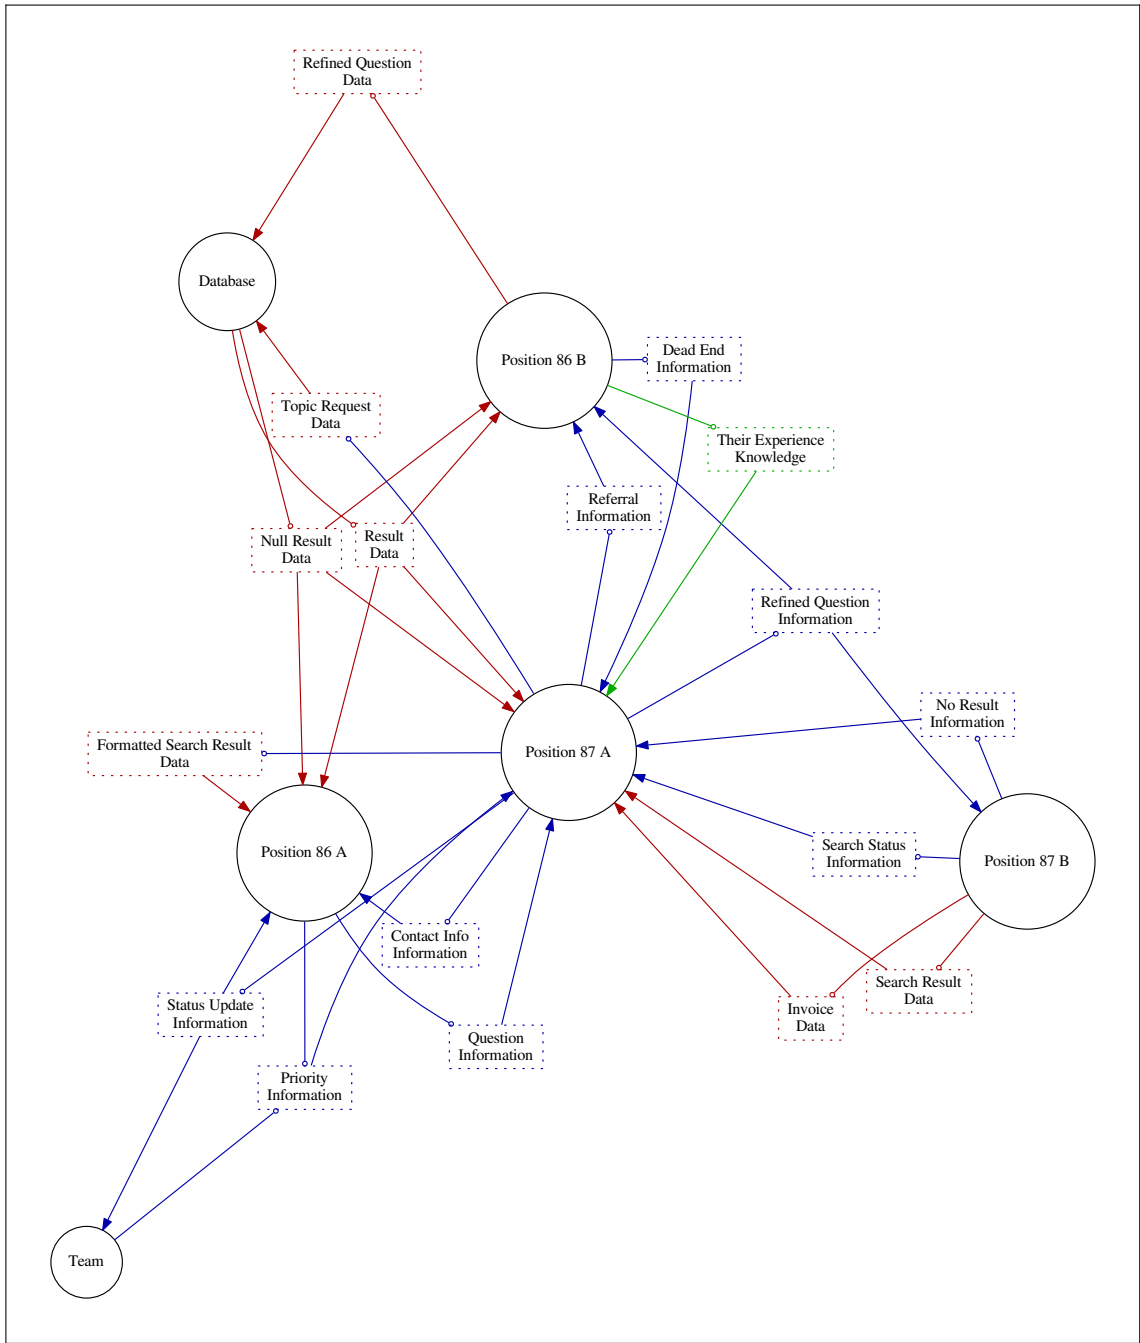 Refined Question
Data
Database
Position 86 B
Dead End
Information
Topic Request
Data
Their Experience
Knowledge
Referral
Information
Null Result
Data
Result
Data
Refined Question
Information
No Result
Information
Formatted Search Result
Data
Position 87 A
Position 86 A
Search Status
Information
Position 87 B
Contact Info
Information
Search Result
Data
Status Update
Information
Invoice
Data
Question
Information
Priority
Information
Team